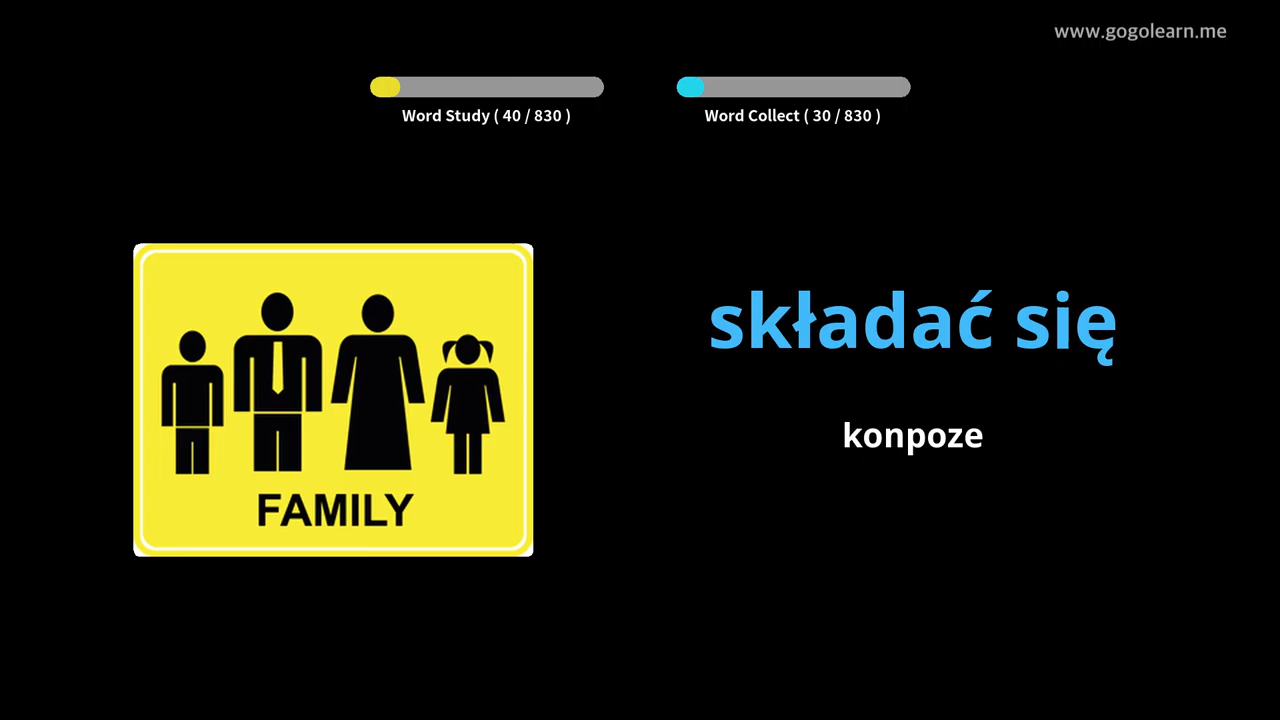 www.gogolearn.me
Word Study ( 40 / 830 )
Word Collect ( 30 / 830 )
składać się
konpoze
FAMILY